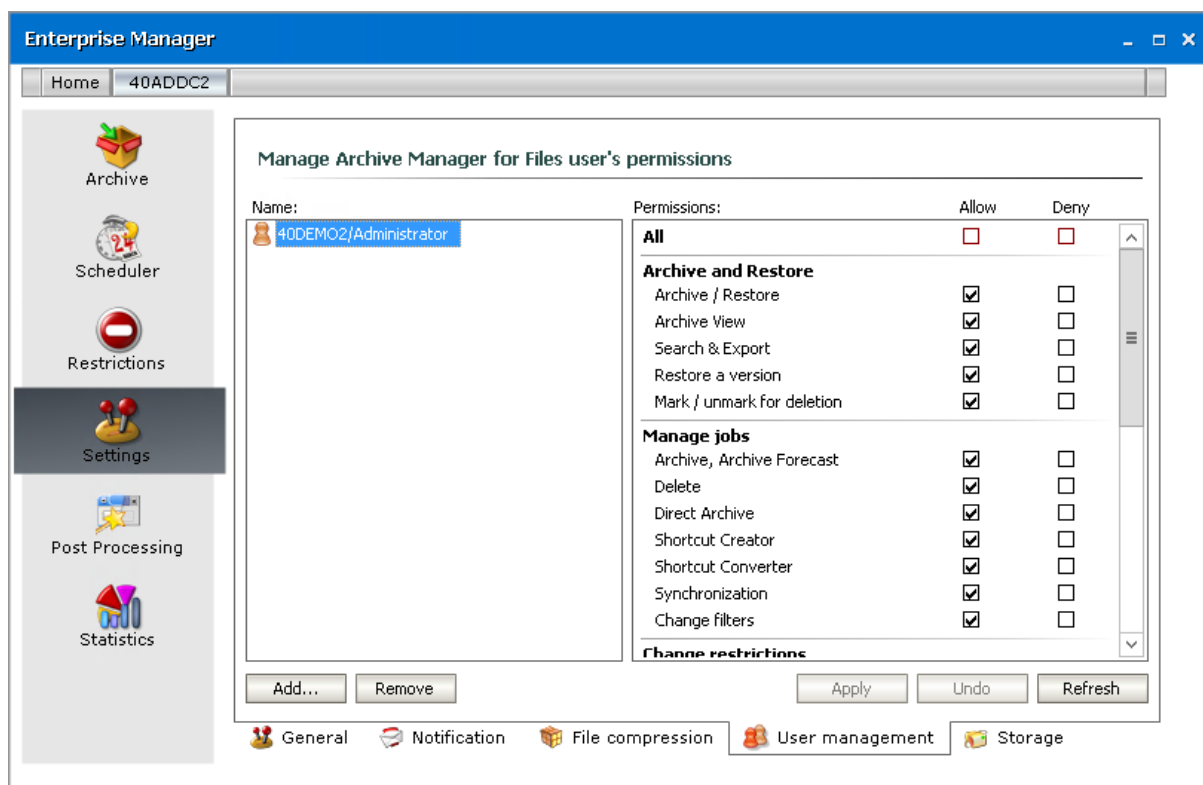 Enterprise Manager
Home 40ADDC2
Archive
Scheduler
Restrictions
Settings
Post Processing
Statistics
Manage Archive Manager for Files user's permissions
Name:
40DEMO2/Administrator
Permissions: Allow Deny
All
Archive and Restore
Archive / Restore
Archive View
Search & Export
Restore a version
Mark / unmark for deletion
Manage jobs
Archive, Archive Forecast
Delete
Direct Archive
Shortcut Creator
Shortcut Converter
Synchronization
Change filters
Change restrictions
Add... Remove Apply Undo Refresh
General Notification File compression User management Storage